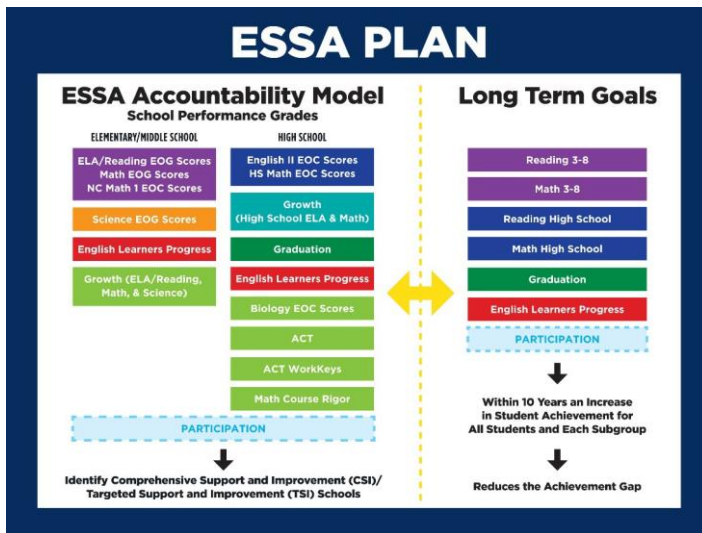 ESSA PLAN
ESSA Accountability Model
School Performance Grades
ELEMENTARY/MIDDLE SCHOOL
ELA/Reading EOG Scores
Math EOG Scores
NC Math 1 EOC Scores
Science EOG Scores
English Learners Progress
Growth (ELA/Reading,
Math, & Science)
HIGH SCHOOL
English II EOC Scores
HS Math EOC Scores
Growth
(High School ELA & Math)
Graduation
English Learners Progress
Biology EOC Scores
ACT
ACT WorkKeys
Math Course Rigor
PARTICIPATION
Identify Comprehensive Support and Improvement (CSI)/
Targeted Support and Improvement (TSI) Schools
Long Term Goals
Reading 3-8
Math 3-8
Reading High School
Math High School
Graduation
English Learners Progress
PARTICIPATION
Within 10 Years an Increase
in Student Achievement for
All Students and Each Subgroup
Reduces the Achievement Gap